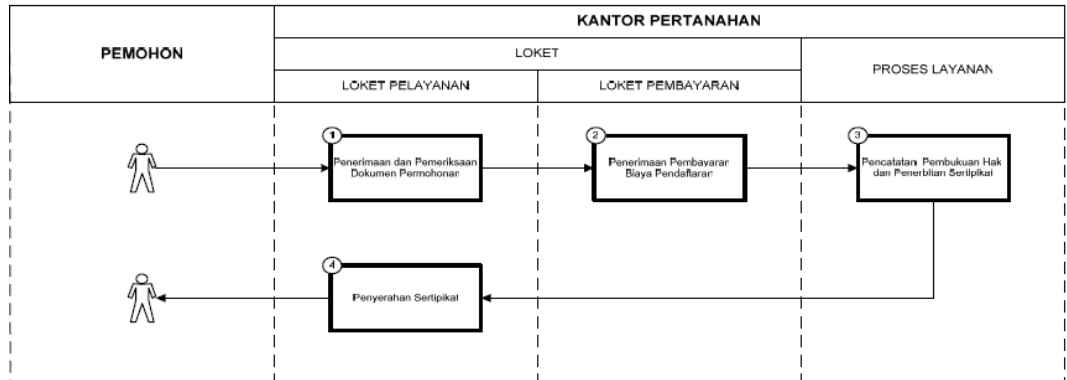 PEMOHON
KANTOR PERTANAHAN
LOKET
PROSES LAYANAN
LOKET PELAYANAN
LOKET PEMBAYARAN
1
Penerimaan dan Pemeriksaan
Dokumen Permohonan
2
Penerimaan Pembayaran
Biaya Pendaftaran
3
Pencatatan Pembukuan Hak
dan Penerbitan Sertipikat
4
Penyerahan Sertipikat